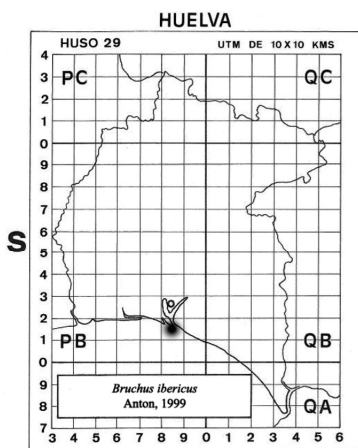 HUELVA
HUSO 29 UTM DE 10 X 10 KMS
4
3 PC QC
2
1
0
9
8
7
6
S
5
4
3
2
1 PB QB
0
9
8 QA
7
Bruchus ibericus
Anton, 1999
3 4 5 6 7 8 9 0 1 2 3 4 5 6